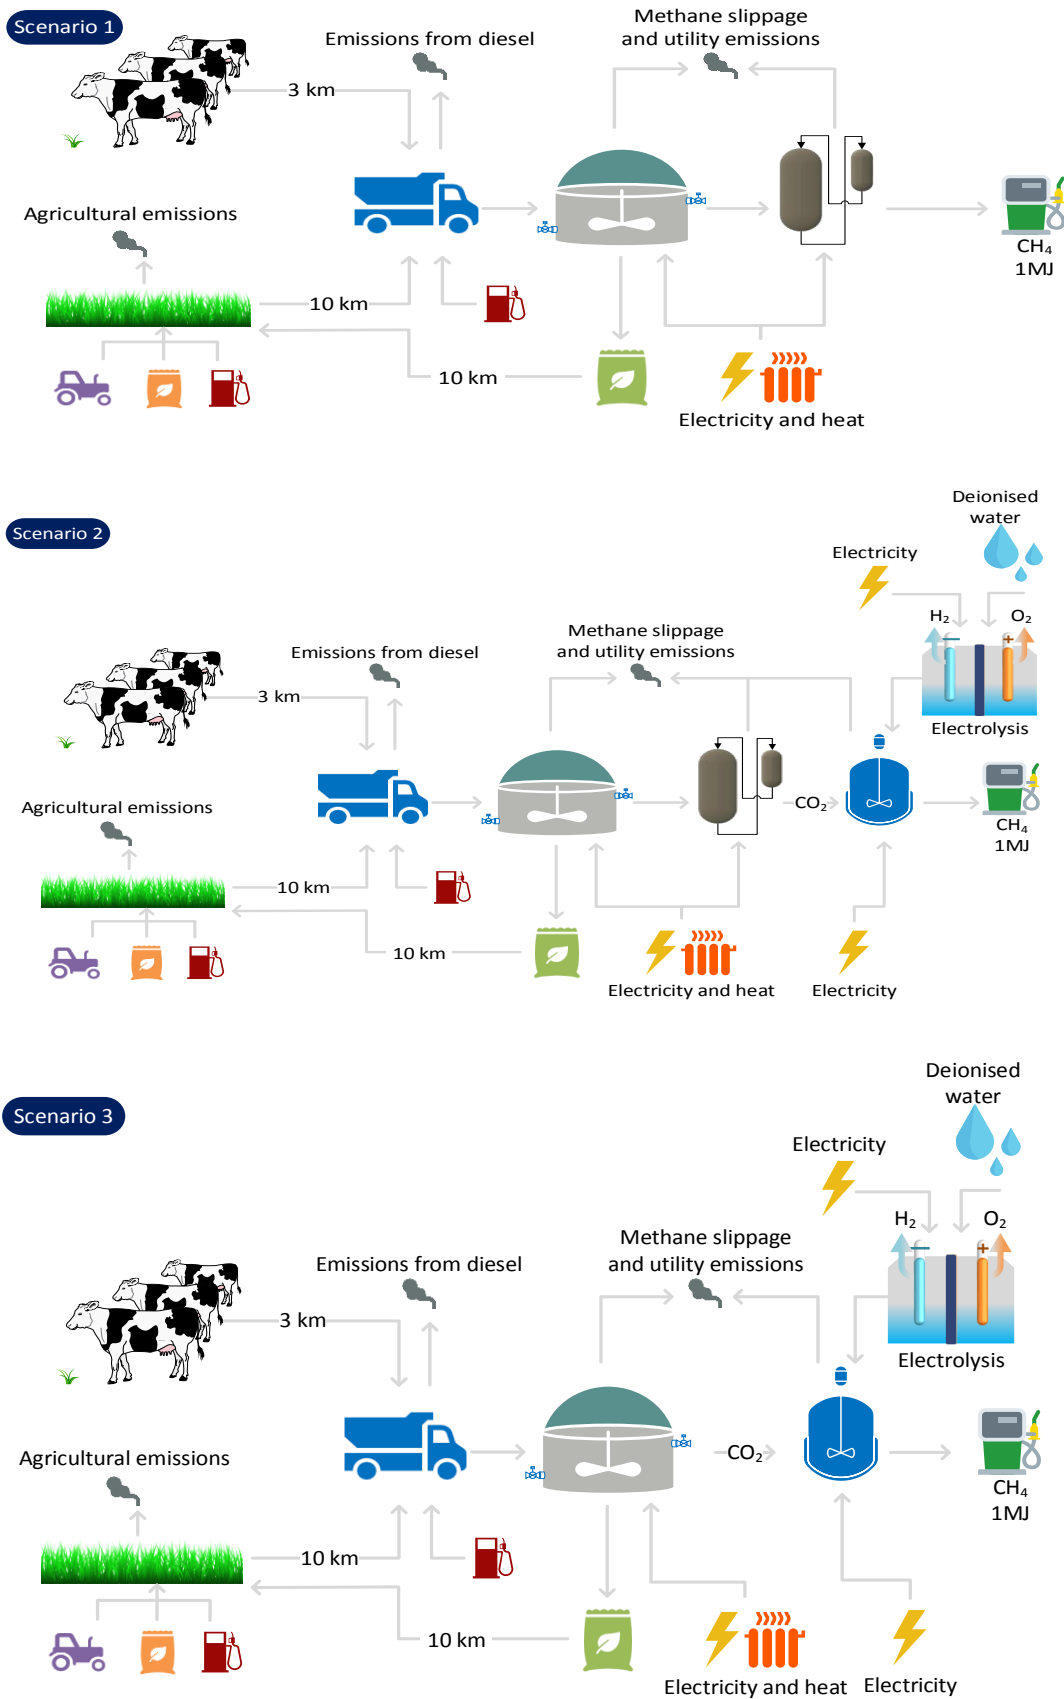 Scenario 1
Methane slippage
and utility emissions
Emissions from diesel
3 km
Agricultural emissions
10 km
CH₄
1MJ
10 km
Electricity and heat
Scenario 2
Deionised
water
Electricity
H₂
O₂
Methane slippage
and utility emissions
Emissions from diesel
3 km
Electrolysis
Agricultural emissions
CO₂
CH₄
1MJ
10 km
10 km
Electricity and heat
Electricity
Scenario 3
Deionised
water
Electricity
H₂
O₂
Methane slippage
and utility emissions
Emissions from diesel
3 km
Electrolysis
Agricultural emissions
CO₂
CH₄
1MJ
10 km
10 km
Electricity and heat
Electricity